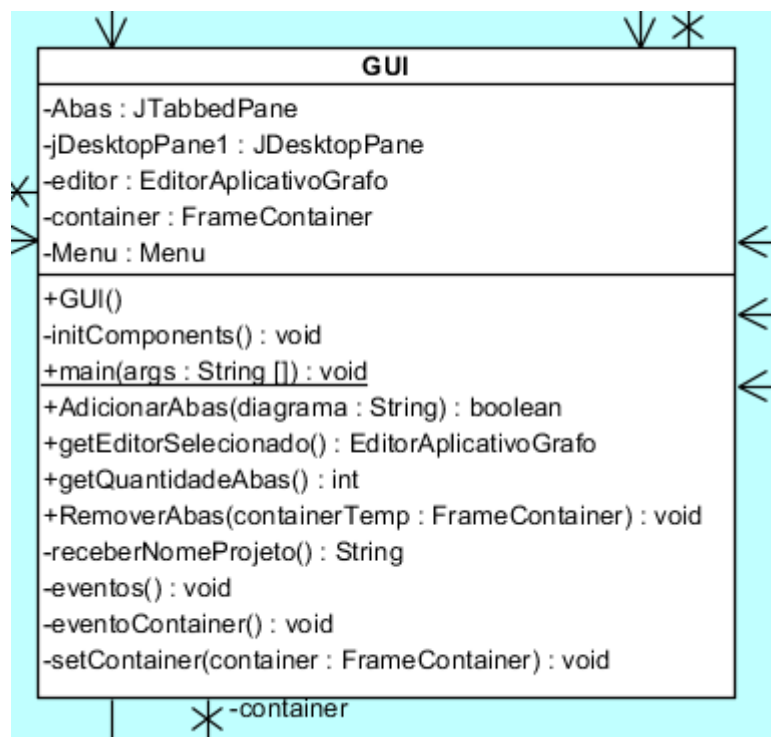 GUI
-Abas : JTabbedPane
-jDesktopPane1 : JDesktopPane
-editor : EditorAplicativoGrafo
-container : FrameContainer
-Menu : Menu
+GUI()
-initComponents() : void
+main(args : String []) : void
+AdicionarAbas(diagrama : String) : boolean
+getEditorSelecionado() : EditorAplicativoGrafo
+getQuantidadeAbas() : int
+RemoverAbas(containerTemp : FrameContainer) : void
-receberNomeProjeto() : String
-eventos() : void
-eventoContainer() : void
-setContainer(container : FrameContainer) : void
-container